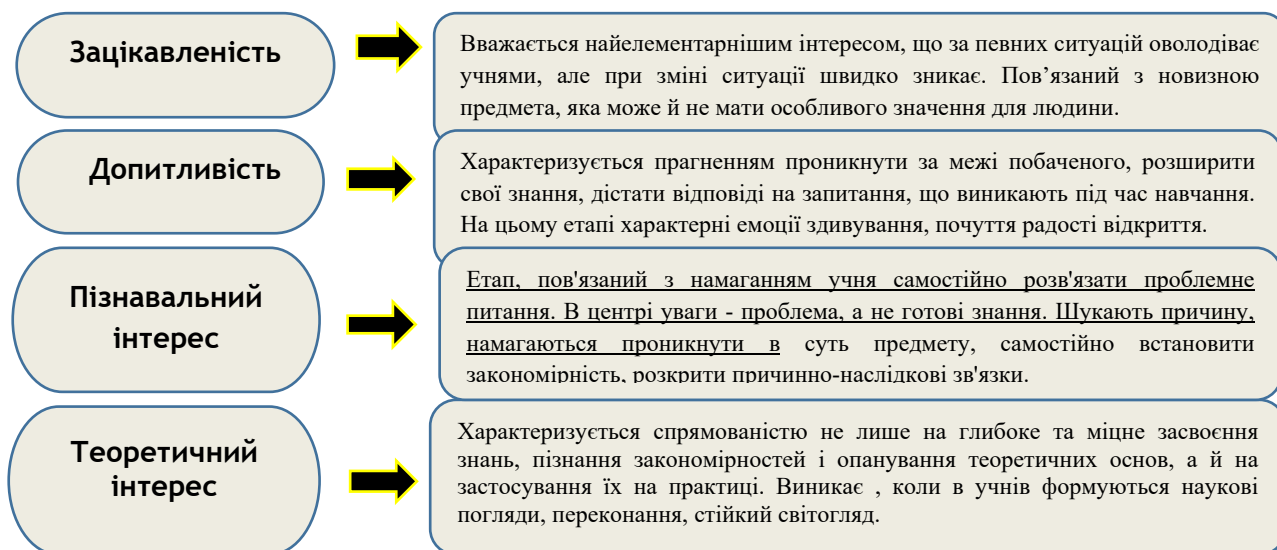 Зацікавленість
Вважається найелементарнішим інтересом, що за певних ситуацій оволодіває
учнями, але при зміні ситуації швидко зникає. Пов’язаний з новизною
предмета, яка може й не мати особливого значення для людини.
Допитливість
Характеризується прагненням проникнути за межі побаченого, розширити
свої знання, дістати відповіді на запитання, що виникають під час навчання.
На цьому етапі характерні емоції здивування, почуття радості відкриття.
Пізнавальний
інтерес
Етап, пов'язаний з намаганням учня самостійно розв'язати проблемне
питання. В центрі уваги - проблема, а не готові знання. Шукають причину,
намагаються проникнути в суть предмету, самостійно встановити
закономірність, розкрити причинно-наслідкові зв'язки.
Теоретичний
інтерес
Характеризується спрямованістю не лише на глибоке та міцне засвоєння
знань, пізнання закономірностей і опанування теоретичних основ, а й на
застосування їх на практиці. Виникає , коли в учнів формуються наукові
погляди, переконання, стійкий світогляд.